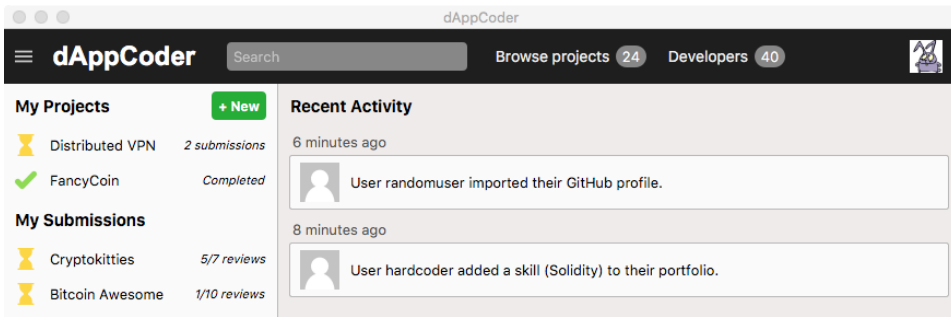 dAppCoder
dAppCoder Search Browse projects 24 Developers 40
My Projects + New
Distributed VPN 2 submissions
FancyCoin Completed
My Submissions
Cryptokitties 5/7 reviews
Bitcoin Awesome 1/10 reviews
Recent Activity
6 minutes ago
User randomuser imported their GitHub profile.
8 minutes ago
User hardcoder added a skill (Solidity) to their portfolio.